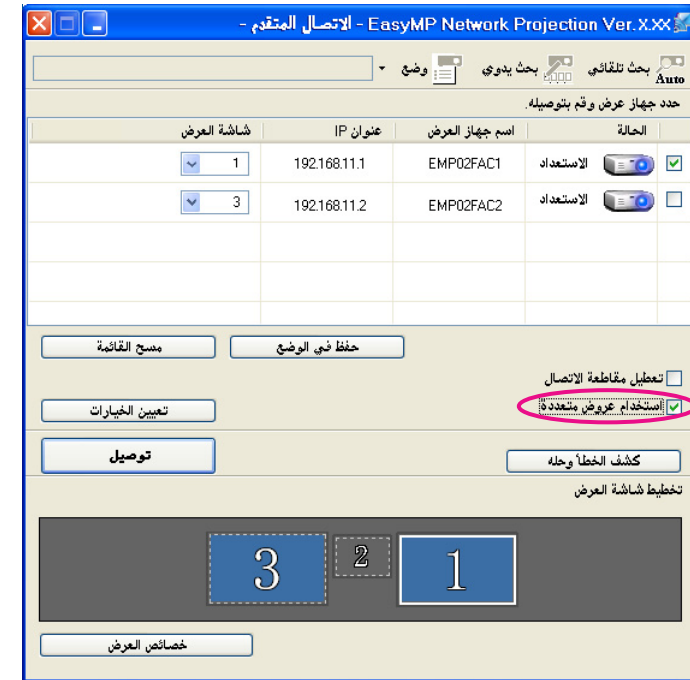 EasyMP Network Projection Ver.X.XX - الاتصال المتقدم -
بحث تلقائي Auto بحث يدوي وضع
حدد جهاز عرض وقم بتوصيله.
الحالة اسم جهاز العرض عنوان IP شاشة العرض
الاستعداد EMP02FAC1 192.168.11.1 1
الاستعداد EMP02FAC2 192.168.11.2 3
حفظ في الوضع مسح القائمة
تعطيل مقاطعة الاتصال
استخدام عروض متعددة تعيين الخيارات
كشف الخطأ وحله توصيل
تخطيط شاشة العرض
1 2 3
خصائص العرض